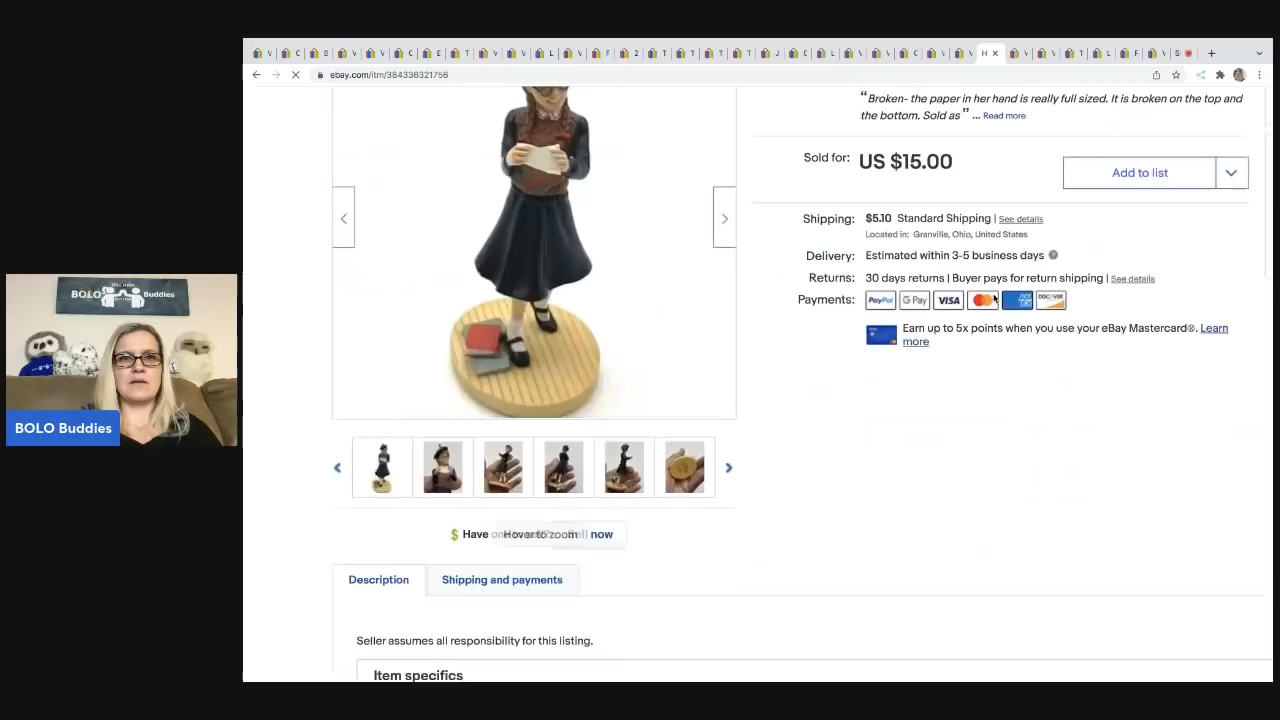 ebay.com/itm/384336321756
“Broken- the paper in her hand is really full sized. It is broken on the top and
the bottom. Sold as ” ... Read more
Sold for: US $15.00
Add to list
Shipping: $5.10 Standard Shipping | See details
Located in: Granville, Ohio, United States
Delivery: Estimated within 3-5 business days
Returns: 30 days returns | Buyer pays for return shipping | See details
Payments: PayPal G Pay VISA DISCOVER
Earn up to 5x points when you use your eBay Mastercard®. Learn
more
BOLO Buddies
BOLO Buddies
Have Hover to zoom now
Description Shipping and payments
Seller assumes all responsibility for this listing.
Item specifics